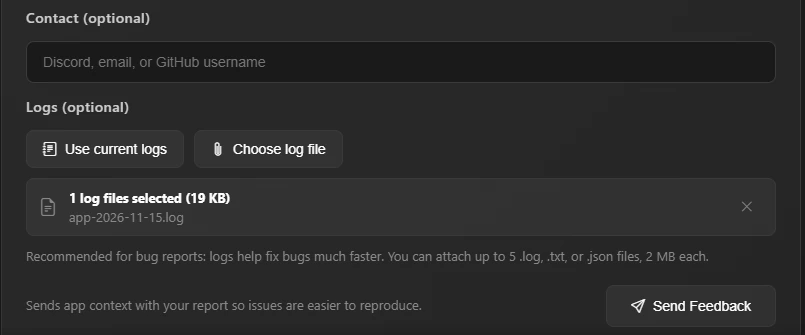 Contact (optional)
Discord, email, or GitHub username
Logs (optional)
Use current logs
Choose log file
1 log files selected (19 KB)
app-2026-11-15.log
Recommended for bug reports: logs help fix bugs much faster. You can attach up to 5 .log, .txt, or .json files, 2 MB each.
Sends app context with your report so issues are easier to reproduce.
Send Feedback